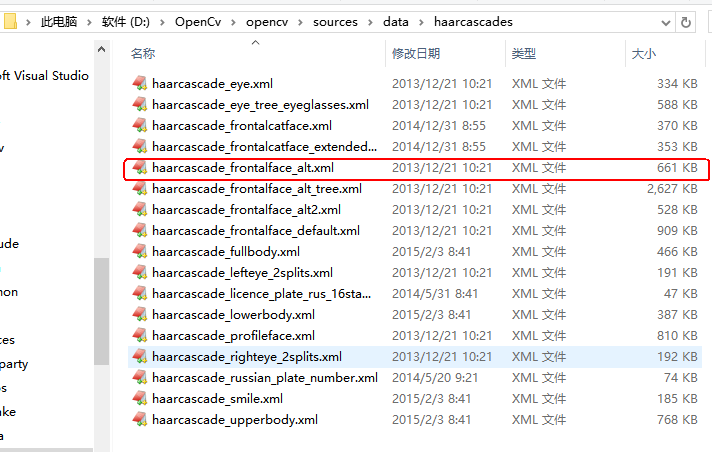 此电脑 > 软件 (D:) > OpenCv > opencv > sources > data > haarcascades
名称 修改日期 类型 大小
haarcascade_eye.xml 2013/12/21 10:21 XML 文件 334 KB
haarcascade_eye_tree_eyeglasses.xml 2013/12/21 10:21 XML 文件 588 KB
haarcascade_frontalcatface.xml 2014/12/31 8:55 XML 文件 370 KB
haarcascade_frontalcatface_extended... 2014/12/31 8:55 XML 文件 353 KB
haarcascade_frontalface_alt.xml 2013/12/21 10:21 XML 文件 661 KB
haarcascade_frontalface_alt_tree.xml 2013/12/21 10:21 XML 文件 2,627 KB
haarcascade_frontalface_alt2.xml 2013/12/21 10:21 XML 文件 528 KB
haarcascade_frontalface_default.xml 2013/12/21 10:21 XML 文件 909 KB
haarcascade_fullbody.xml 2015/2/3 8:41 XML 文件 466 KB
haarcascade_lefteye_2splits.xml 2013/12/21 10:21 XML 文件 191 KB
haarcascade_licence_plate_rus_16sta... 2014/5/31 8:41 XML 文件 47 KB
haarcascade_lowerbody.xml 2015/2/3 8:41 XML 文件 387 KB
haarcascade_profileface.xml 2013/12/21 10:21 XML 文件 810 KB
haarcascade_righteye_2splits.xml 2013/12/21 10:21 XML 文件 192 KB
haarcascade_russian_plate_number.xml 2014/5/20 9:21 XML 文件 74 KB
haarcascade_smile.xml 2015/2/3 8:41 XML 文件 185 KB
haarcascade_upperbody.xml 2015/2/3 8:41 XML 文件 768 KB
oft Visual Studio
ude
non
ces
party
os
ake
a